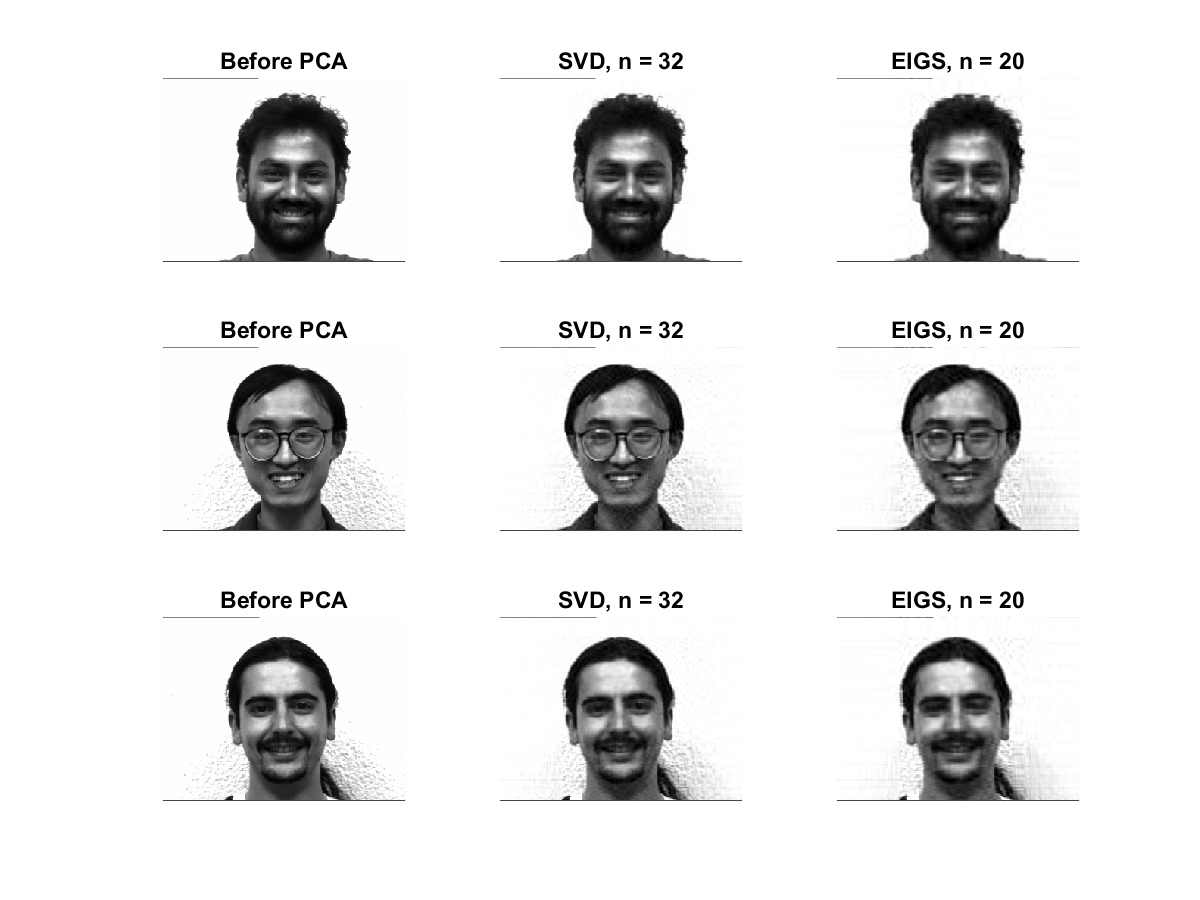 Before PCA
SVD, n = 32
EIGS, n = 20
Before PCA
SVD, n = 32
EIGS, n = 20
Before PCA
SVD, n = 32
EIGS, n = 20